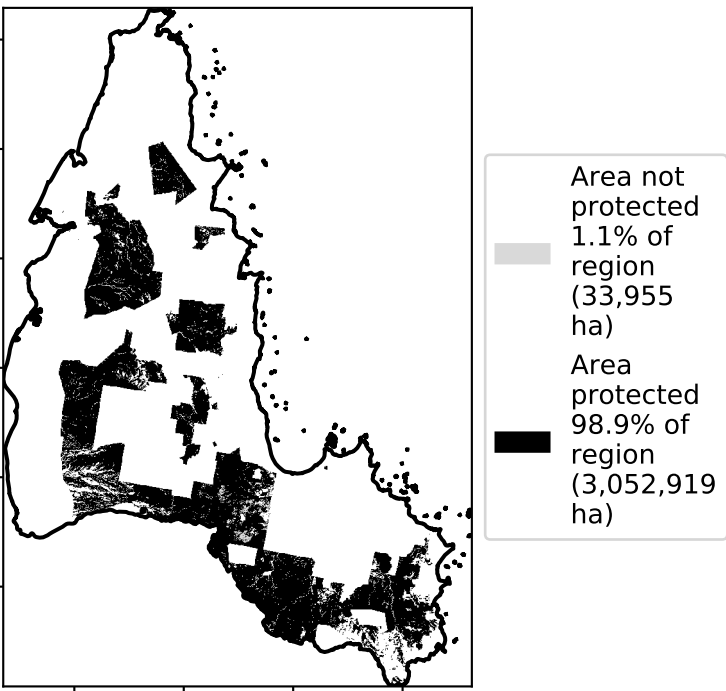 Area not
protected
1.1% of
region
(33,955
ha)
Area
protected
98.9% of
region
(3,052,919
ha)